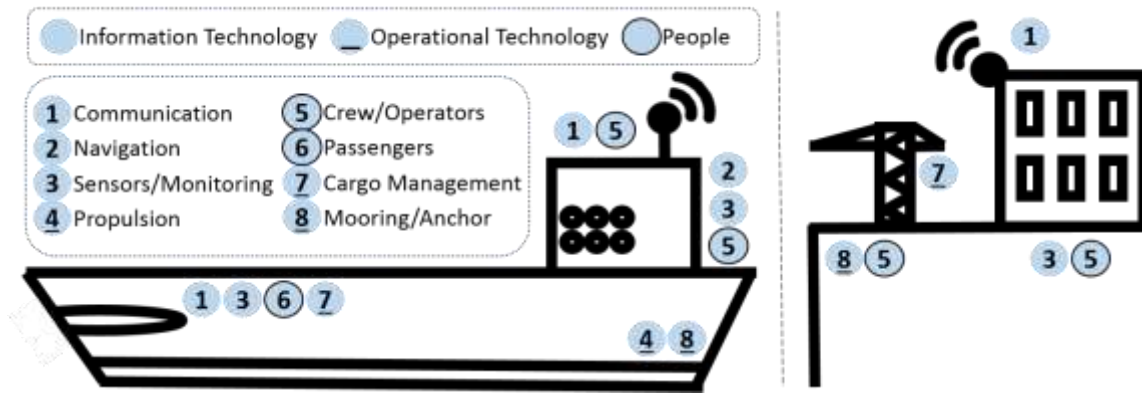 Information Technology Operational Technology People
1 Communication 5 Crew/Operators
2 Navigation 6 Passengers
3 Sensors/Monitoring 7 Cargo Management
4 Propulsion 8 Mooring/Anchor
1 5
2
3
5
1 3 6 7
4 8
1
7
8 5 3 5